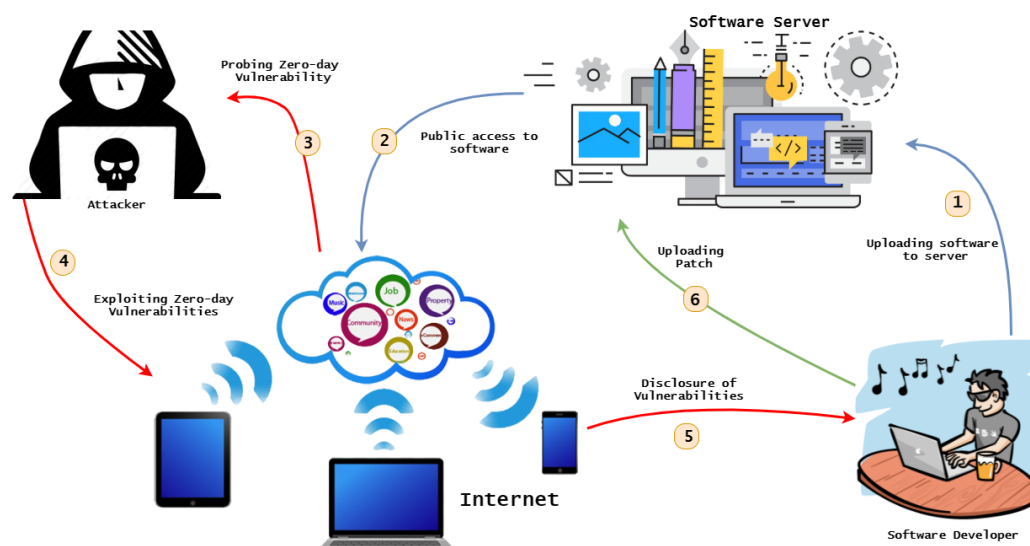 Software Server
Probing Zero-day
Vulnerability
3
2
Public access to
software
</>
Attacker
1
Uploading software
to server
4
Exploiting Zero-day
Vulnerabilities
Uploading
Patch
6
Job
Music
Property
Community
News
eCommerce
Education
Disclosure of
Vulnerabilities
5
Internet
Software Developer